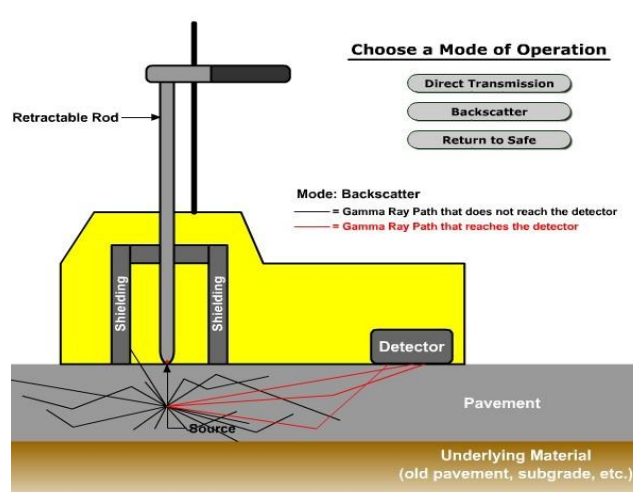 Choose a Mode of Operation
Direct Transmission
Backscatter
Return to Safe
Retractable Rod
Mode: Backscatter
= Gamma Ray Path that does not reach the detector
= Gamma Ray Path that reaches the detector
Shielding
Shielding
Detector
Pavement
Source
Underlying Material
(old pavement, subgrade, etc.)